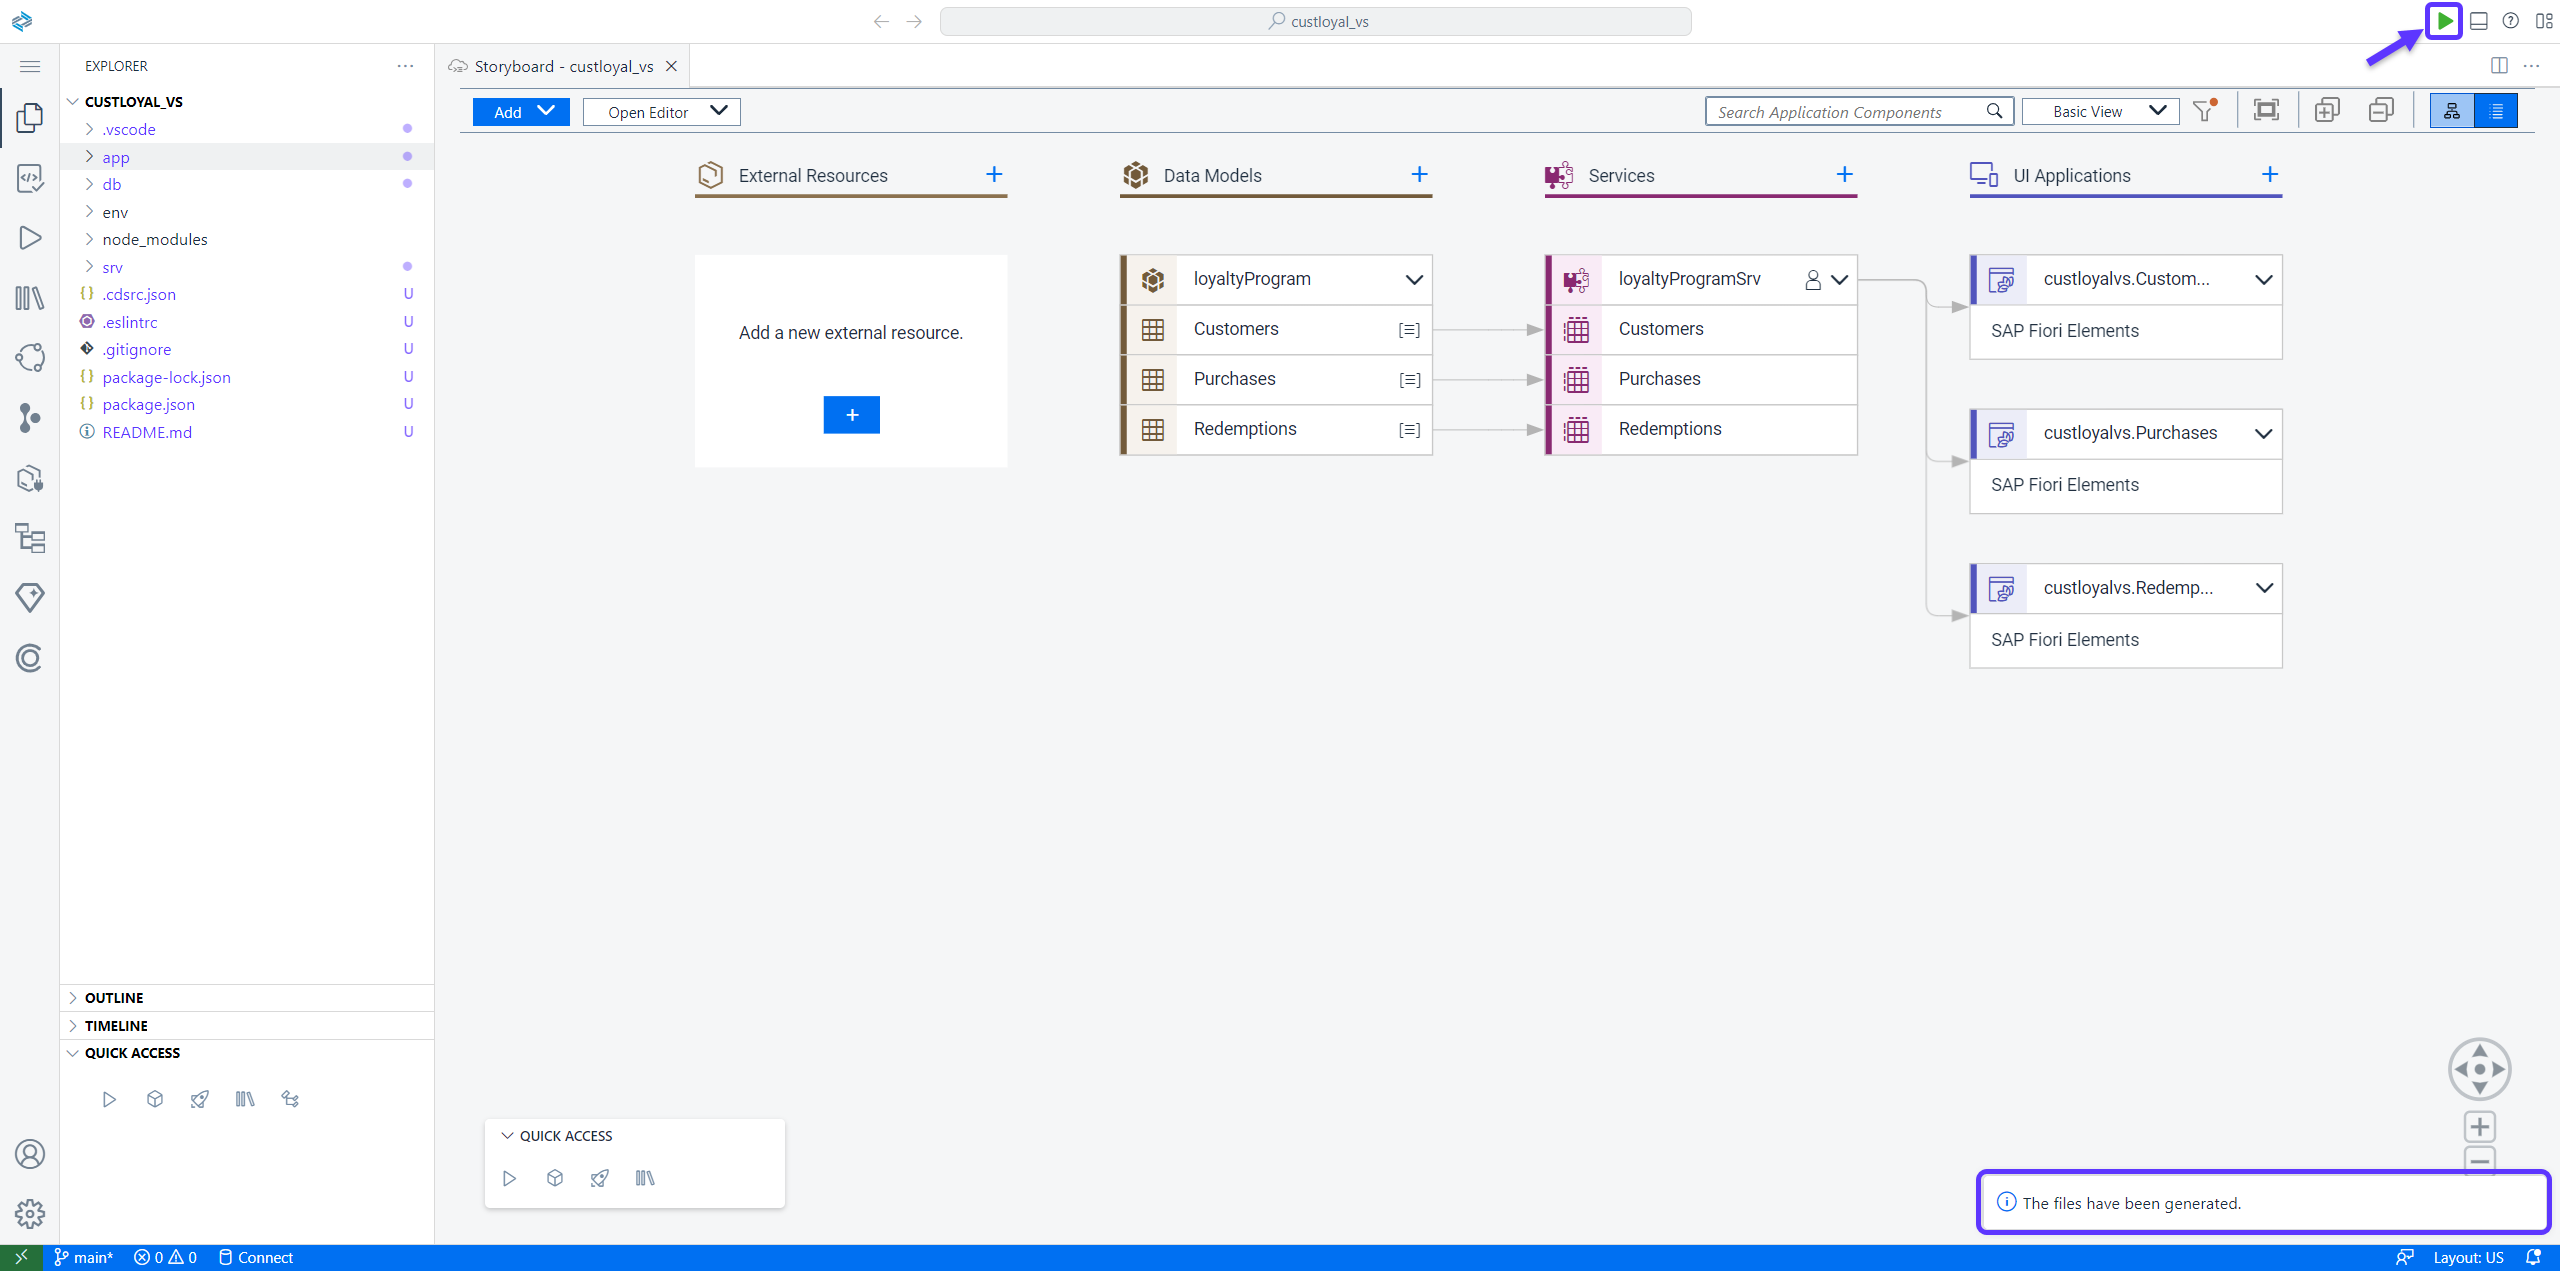 custloyal_vs
EXPLORER
CUSTLOYAL_VS
.vscode
app
db
env
node_modules
srv
.cdsrc.json U
.eslintrc U
.gitignore U
package-lock.json U
package.json U
README.md U
OUTLINE
TIMELINE
QUICK ACCESS
Storyboard - custloyal_vs
Add
Open Editor
Search Application Components
Basic View
External Resources
Add a new external resource.
Data Models
loyaltyProgram
Customers
Purchases
Redemptions
Services
loyaltyProgramSrv
Customers
Purchases
Redemptions
UI Applications
custloyalvs.Custom...
SAP Fiori Elements
custloyalvs.Purchases
SAP Fiori Elements
custloyalvs.Redemp...
SAP Fiori Elements
QUICK ACCESS
The files have been generated.
main* 0 0 Connect
Layout: US